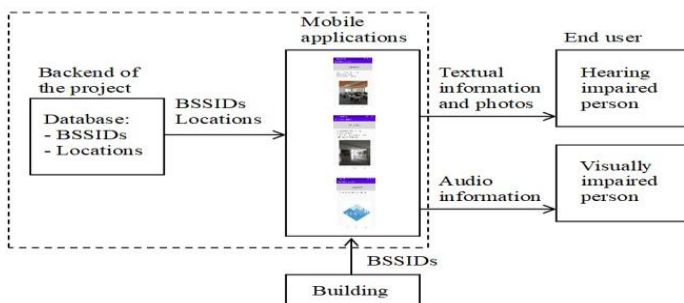 Mobile
applications
Backend of
the project
Database:
- BSSIDs
- Locations
BSSIDs
Locations
Textual
information
and photos
Audio
information
End user
Hearing
impaired
person
Visually
impaired
person
BSSIDs
Building